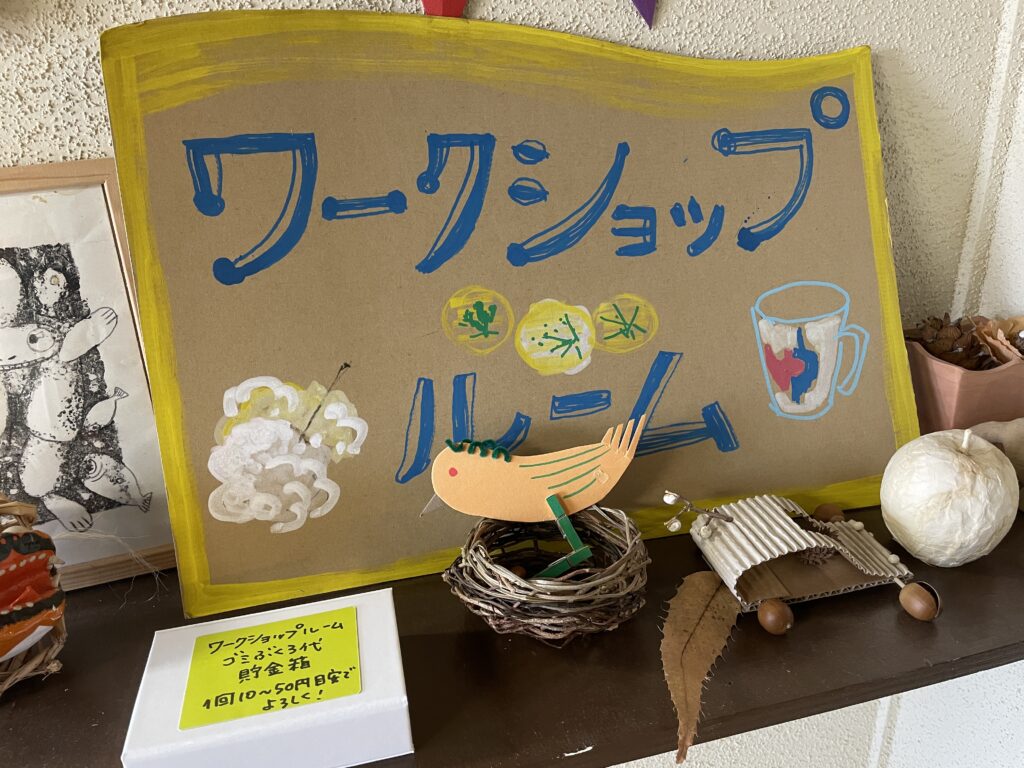 ワークショップ
ルーム
ワークショップルーム
ゴミぶくろ代
貯金箱
1回10～50円目安で
よろしく!